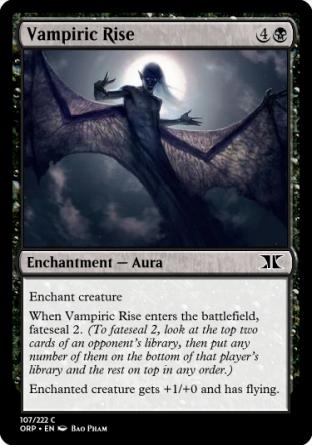 Vampiric Rise 4
Enchantment — Aura
Enchant creature
When Vampiric Rise enters the battlefield,
fateseal 2. (To fateseal 2, look at the top two
cards of an opponent's library, then put any
number of them on the bottom of that player's
library and the rest on top in any order.)
Enchanted creature gets +1/+0 and has flying.
107/222 C
ORP • EN Bao Pham